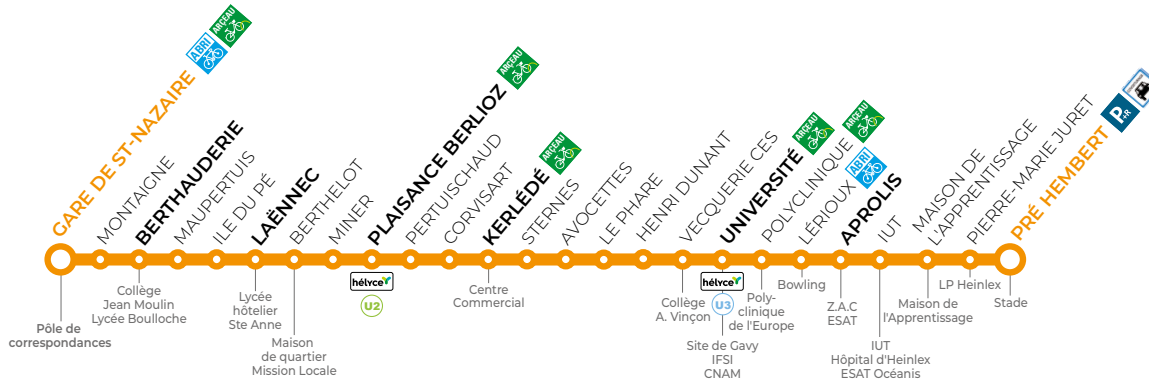 GARE DE ST-NAZAIRE
ABRI
ARCEAU
MONTAIGNE
BERTHAUDERIE
MAUPERTUIS
ILE DU PÉ
LAËNNEC
BERTHELOT
MINER
PLAISANCE BERLIOZ
ARCEAU
PERTUISCHAUD
CORVISART
KERLÉDÉ
ARCEAU
STERNES
AVOCETTES
LE PHARE
HENRI DUNANT
VECQUERIE CES
UNIVERSITÉ
ARCEAU
POLYCLINIQUE
ARCEAU
LÉRIOUX
ABRI
APROLIS
IUT
MAISON DE
L'APPRENTISSAGE
PIERRE-MARIE JURET
PRÉ HEMBERT
P+R
Pôle de
correspondances
Collège
Jean Moulin
Lycée Boulloche
Lycée
hôtelier
Ste Anne
Maison
de quartier
Mission Locale
hélyce
U2
Centre
Commercial
Collège
A. Vinçon
hélyce
U3
Site de Gavy
IFSI
CNAM
Poly-
clinique
de l'Europe
Bowling
Z.A.C
ESAT
IUT
Hôpital d'Heinlex
ESAT Océanis
Maison de
l'Apprentissage
LP Heinlex
Stade